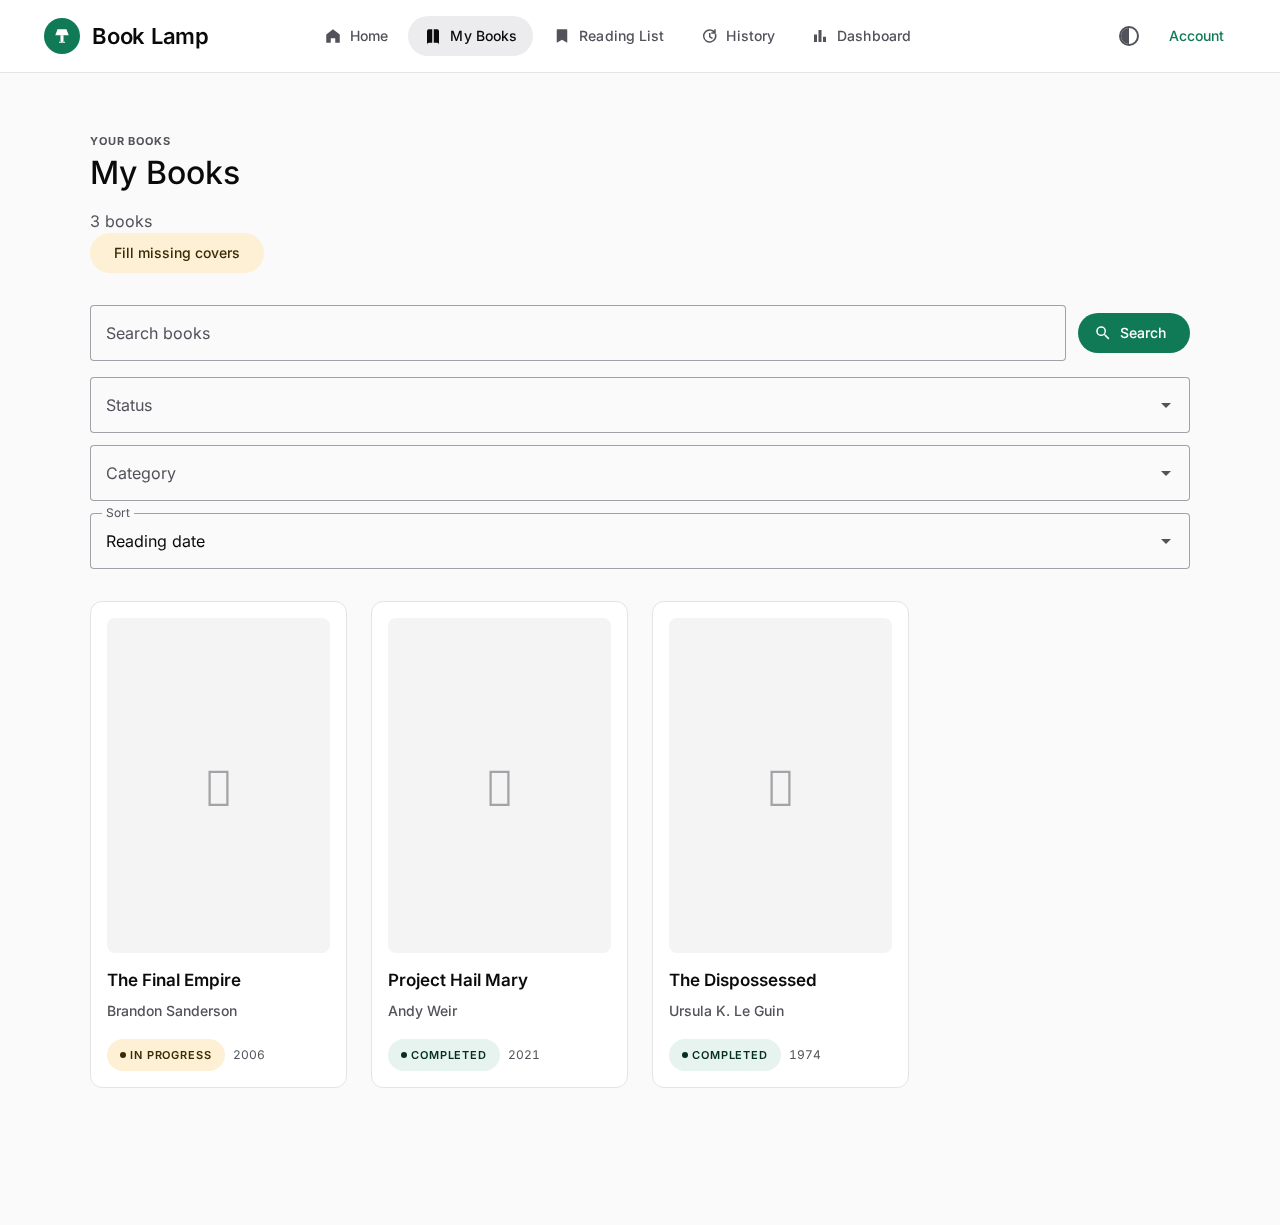 Book Lamp
Home
My Books
Reading List
History
Dashboard
Account
YOUR BOOKS
My Books
3 books
Fill missing covers
Search books
Search
Status
Category
Sort
Reading date
The Final Empire
Brandon Sanderson
IN PROGRESS 2006
Project Hail Mary
Andy Weir
COMPLETED 2021
The Dispossessed
Ursula K. Le Guin
COMPLETED 1974